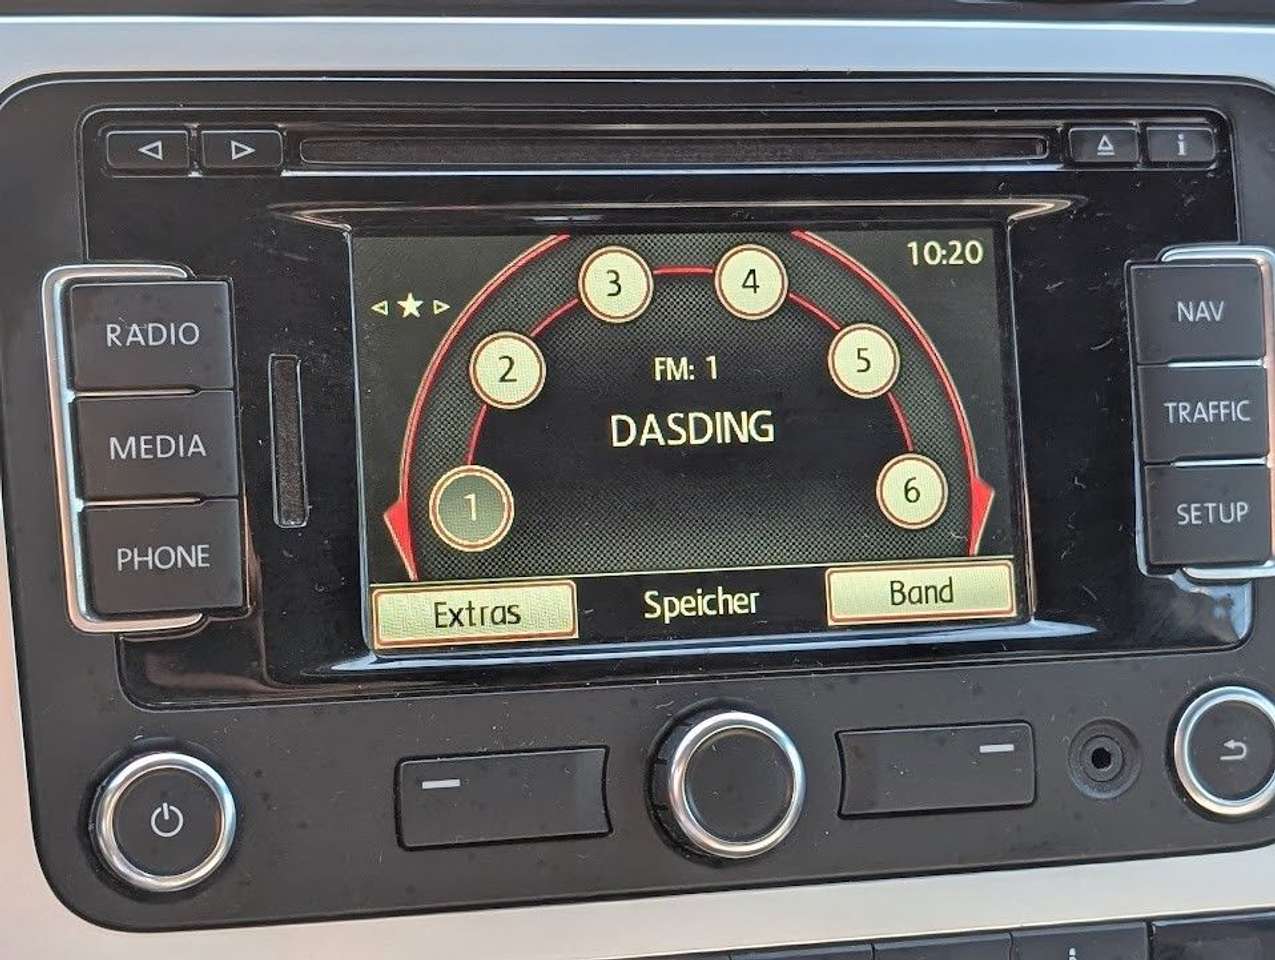 i
10:20
3
4
RADIO
NAV
2
FM: 1
5
TRAFFIC
DASDING
MEDIA
1
6
SETUP
PHONE
Extras
Speicher
Band
i